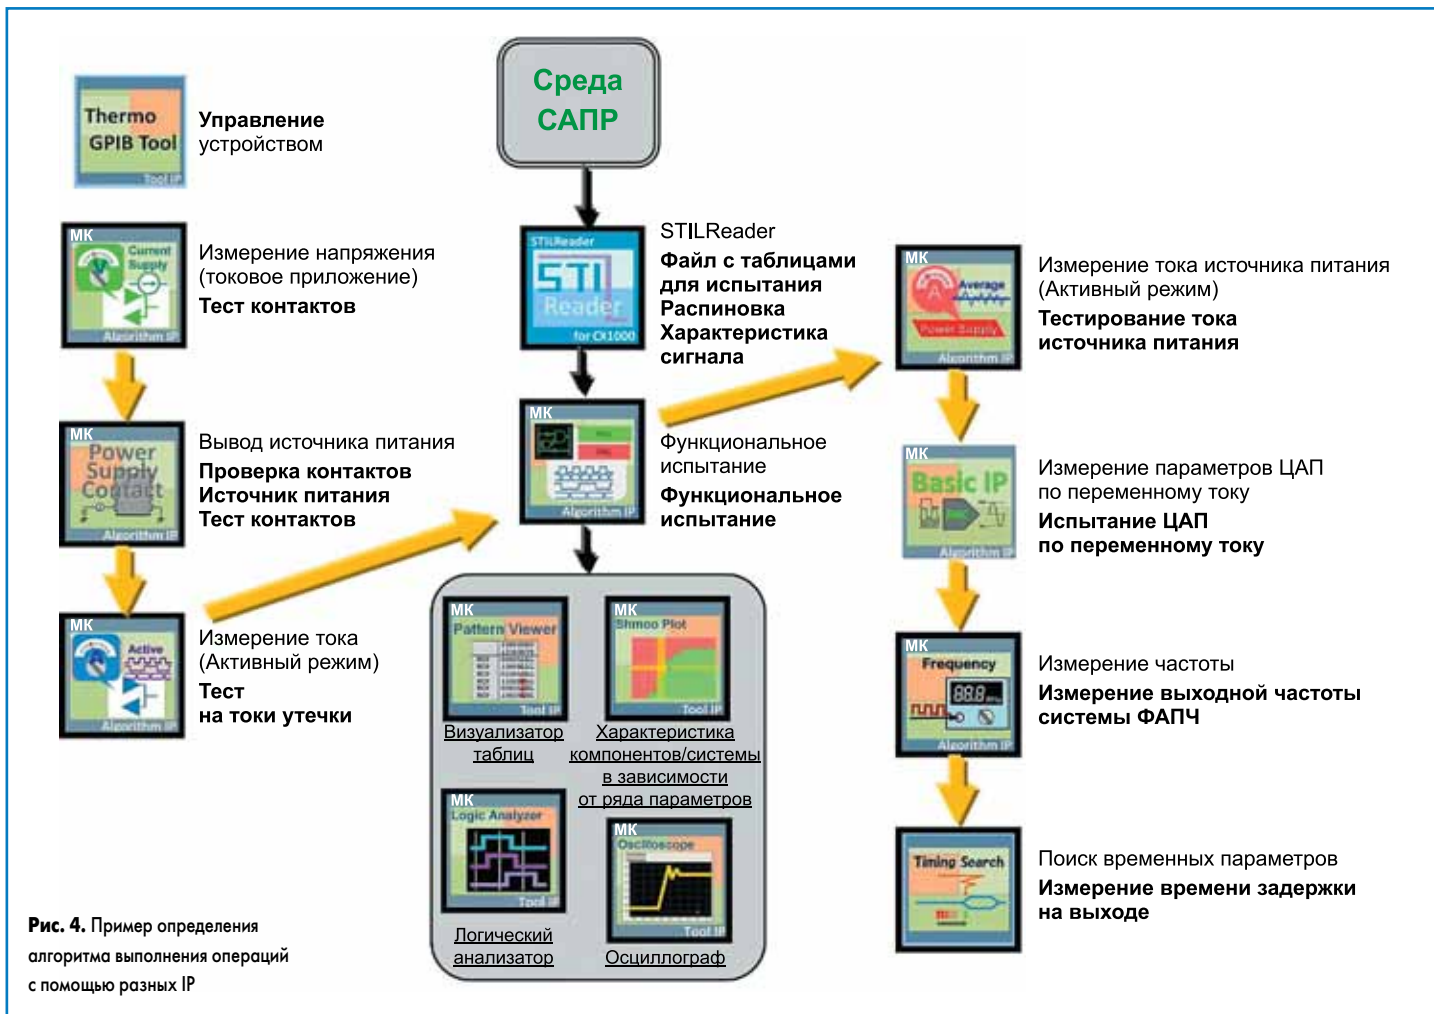 Thermo
GPIB Tool
Tool IP
Управление
устройством
МК
Current
Supply
Algorithm IP
Измерение напряжения
(токовое приложение)
Тест контактов
МК
Power
Supply
Contact
Algorithm IP
Вывод источника питания
Проверка контактов
Источник питания
Тест контактов
МК
Active
Algorithm IP
Измерение тока
(Активный режим)
Тест
на токи утечки
Среда
САПР
STILReader
STI
Reader
for CX1000
STILReader
Файл с таблицами
для испытания
Распиновка
Характеристика
сигнала
МК
Algorithm IP
Функциональное
испытание
Функциональное
испытание
МК
Pattern Viewer
Tool IP
Визуализатор
таблиц
МК
Shmoo Plot
Tool IP
Характеристика
компонентов/системы
в зависимости
от ряда параметров
МК
Logic Analyzer
Tool IP
Логический
анализатор
МК
Oscilloscope
Tool IP
Осциллограф
МК
A
Average
Power Supply
Algorithm IP
Измерение тока источника питания
(Активный режим)
Тестирование тока
источника питания
МК
Basic IP
Измерение параметров ЦАП
по переменному току
Испытание ЦАП
по переменному току
МК
Frequency
888
Algorithm IP
Измерение частоты
Измерение выходной частоты
системы ФАПЧ
Timing Search
Поиск временных параметров
Измерение времени задержки
на выходе
Рис. 4. Пример определения
алгоритма выполнения операций
с помощью разных IP